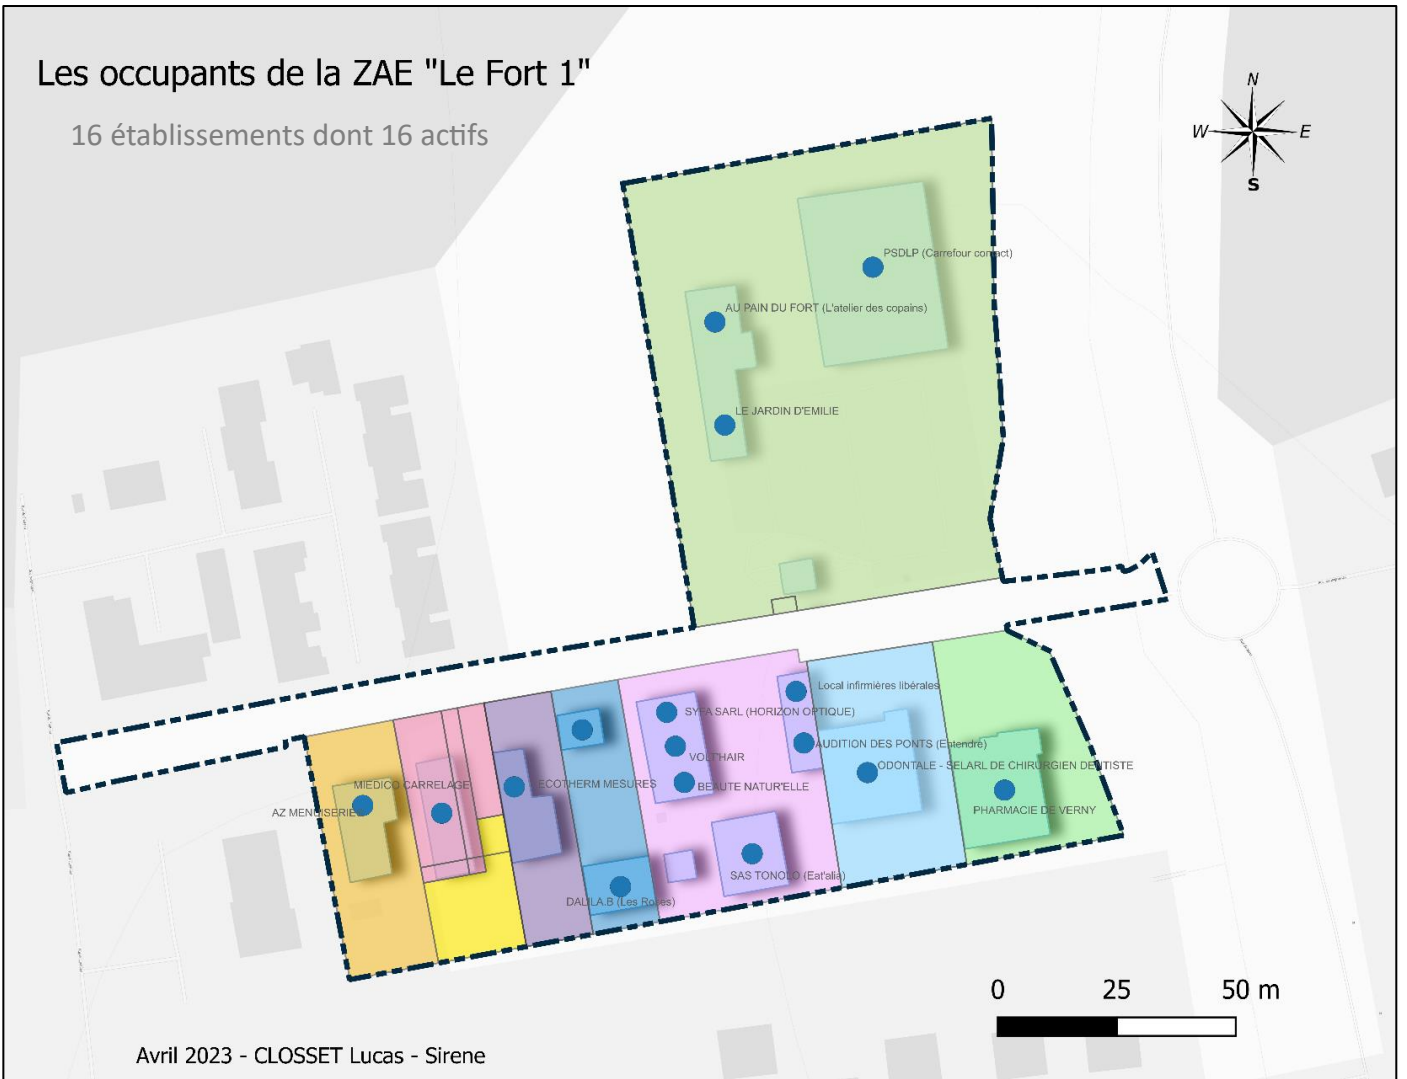 Les occupants de la ZAE "Le Fort 1"
16 établissements dont 16 actifs
N
W
E
S
PSDLP (Carrefour contact)
AU PAIN DU FORT (L'atelier des copains)
LE JARDIN D'EMILIE
Local infirmières libérales
SYFA SARL (HORIZON OPTIQUE)
AUDITION DES PONTS (Entendre)
VOLT'HAIR
ODONTALE - SELARL DE CHIRURGIEN DENTISTE
MIEDICO CARRELAGE
ECOTHERM MESURES
BEAUTE NATUR'ELLE
AZ MENUISERIES
PHARMACIE DE VERNY
SAS TONOLO (Eat'alia)
DALILA.B (Les Roses)
0 25 50 m
Avril 2023 - CLOSSET Lucas - Sirene